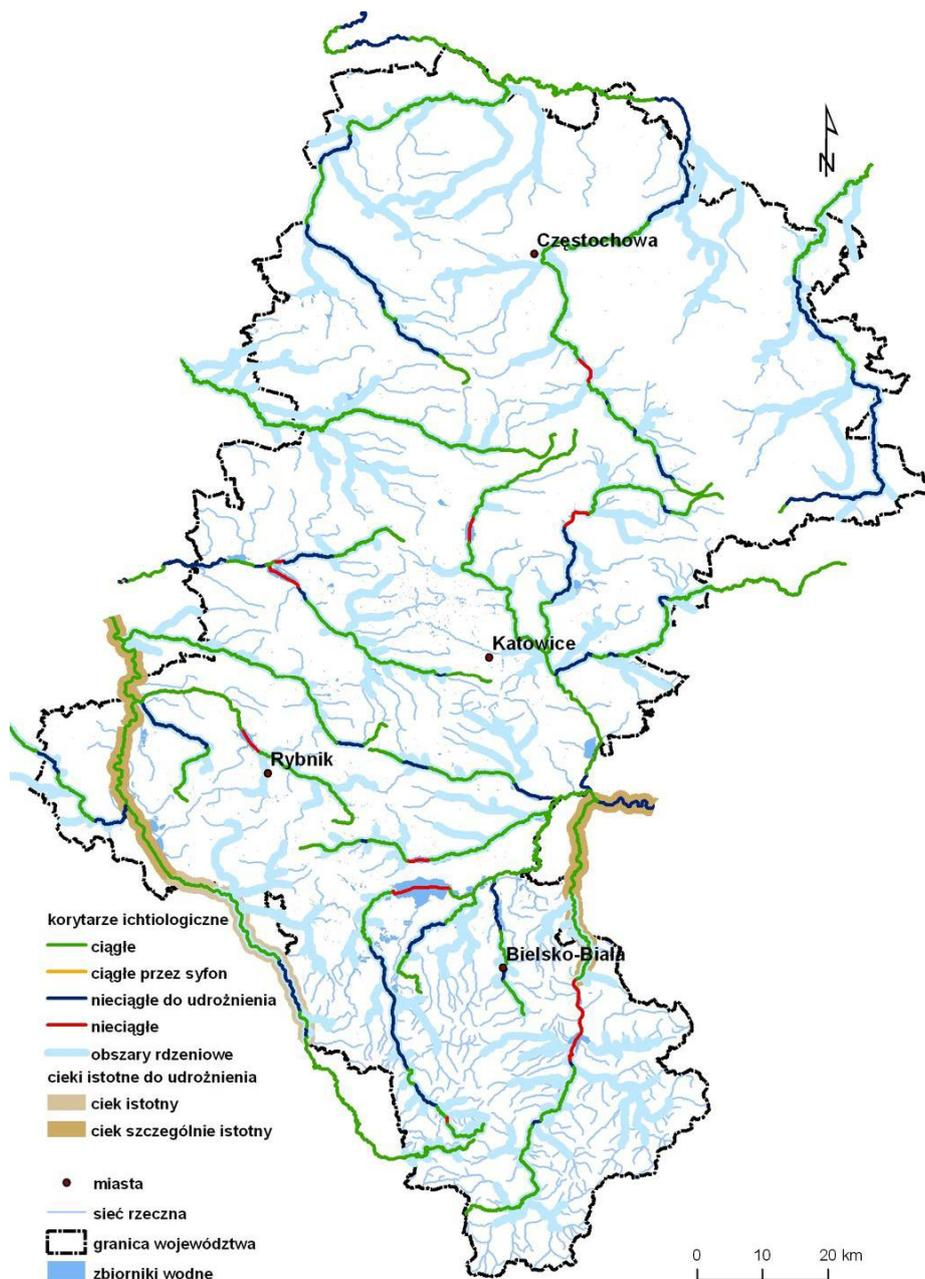 N
Częstochowa
Katowice
Rybnik
Bielsko-Biała
korytarze ichtiologiczne
ciągłe
ciągłe przez syfon
nieciągłe do udrożnienia
nieciągłe
obszary rdzeniowe
cieki istotne do udrożnienia
ciek istotny
ciek szczególnie istotny
miasta
sieć rzeczna
granica województwa
zbiorniki wodne
0 10 20 km